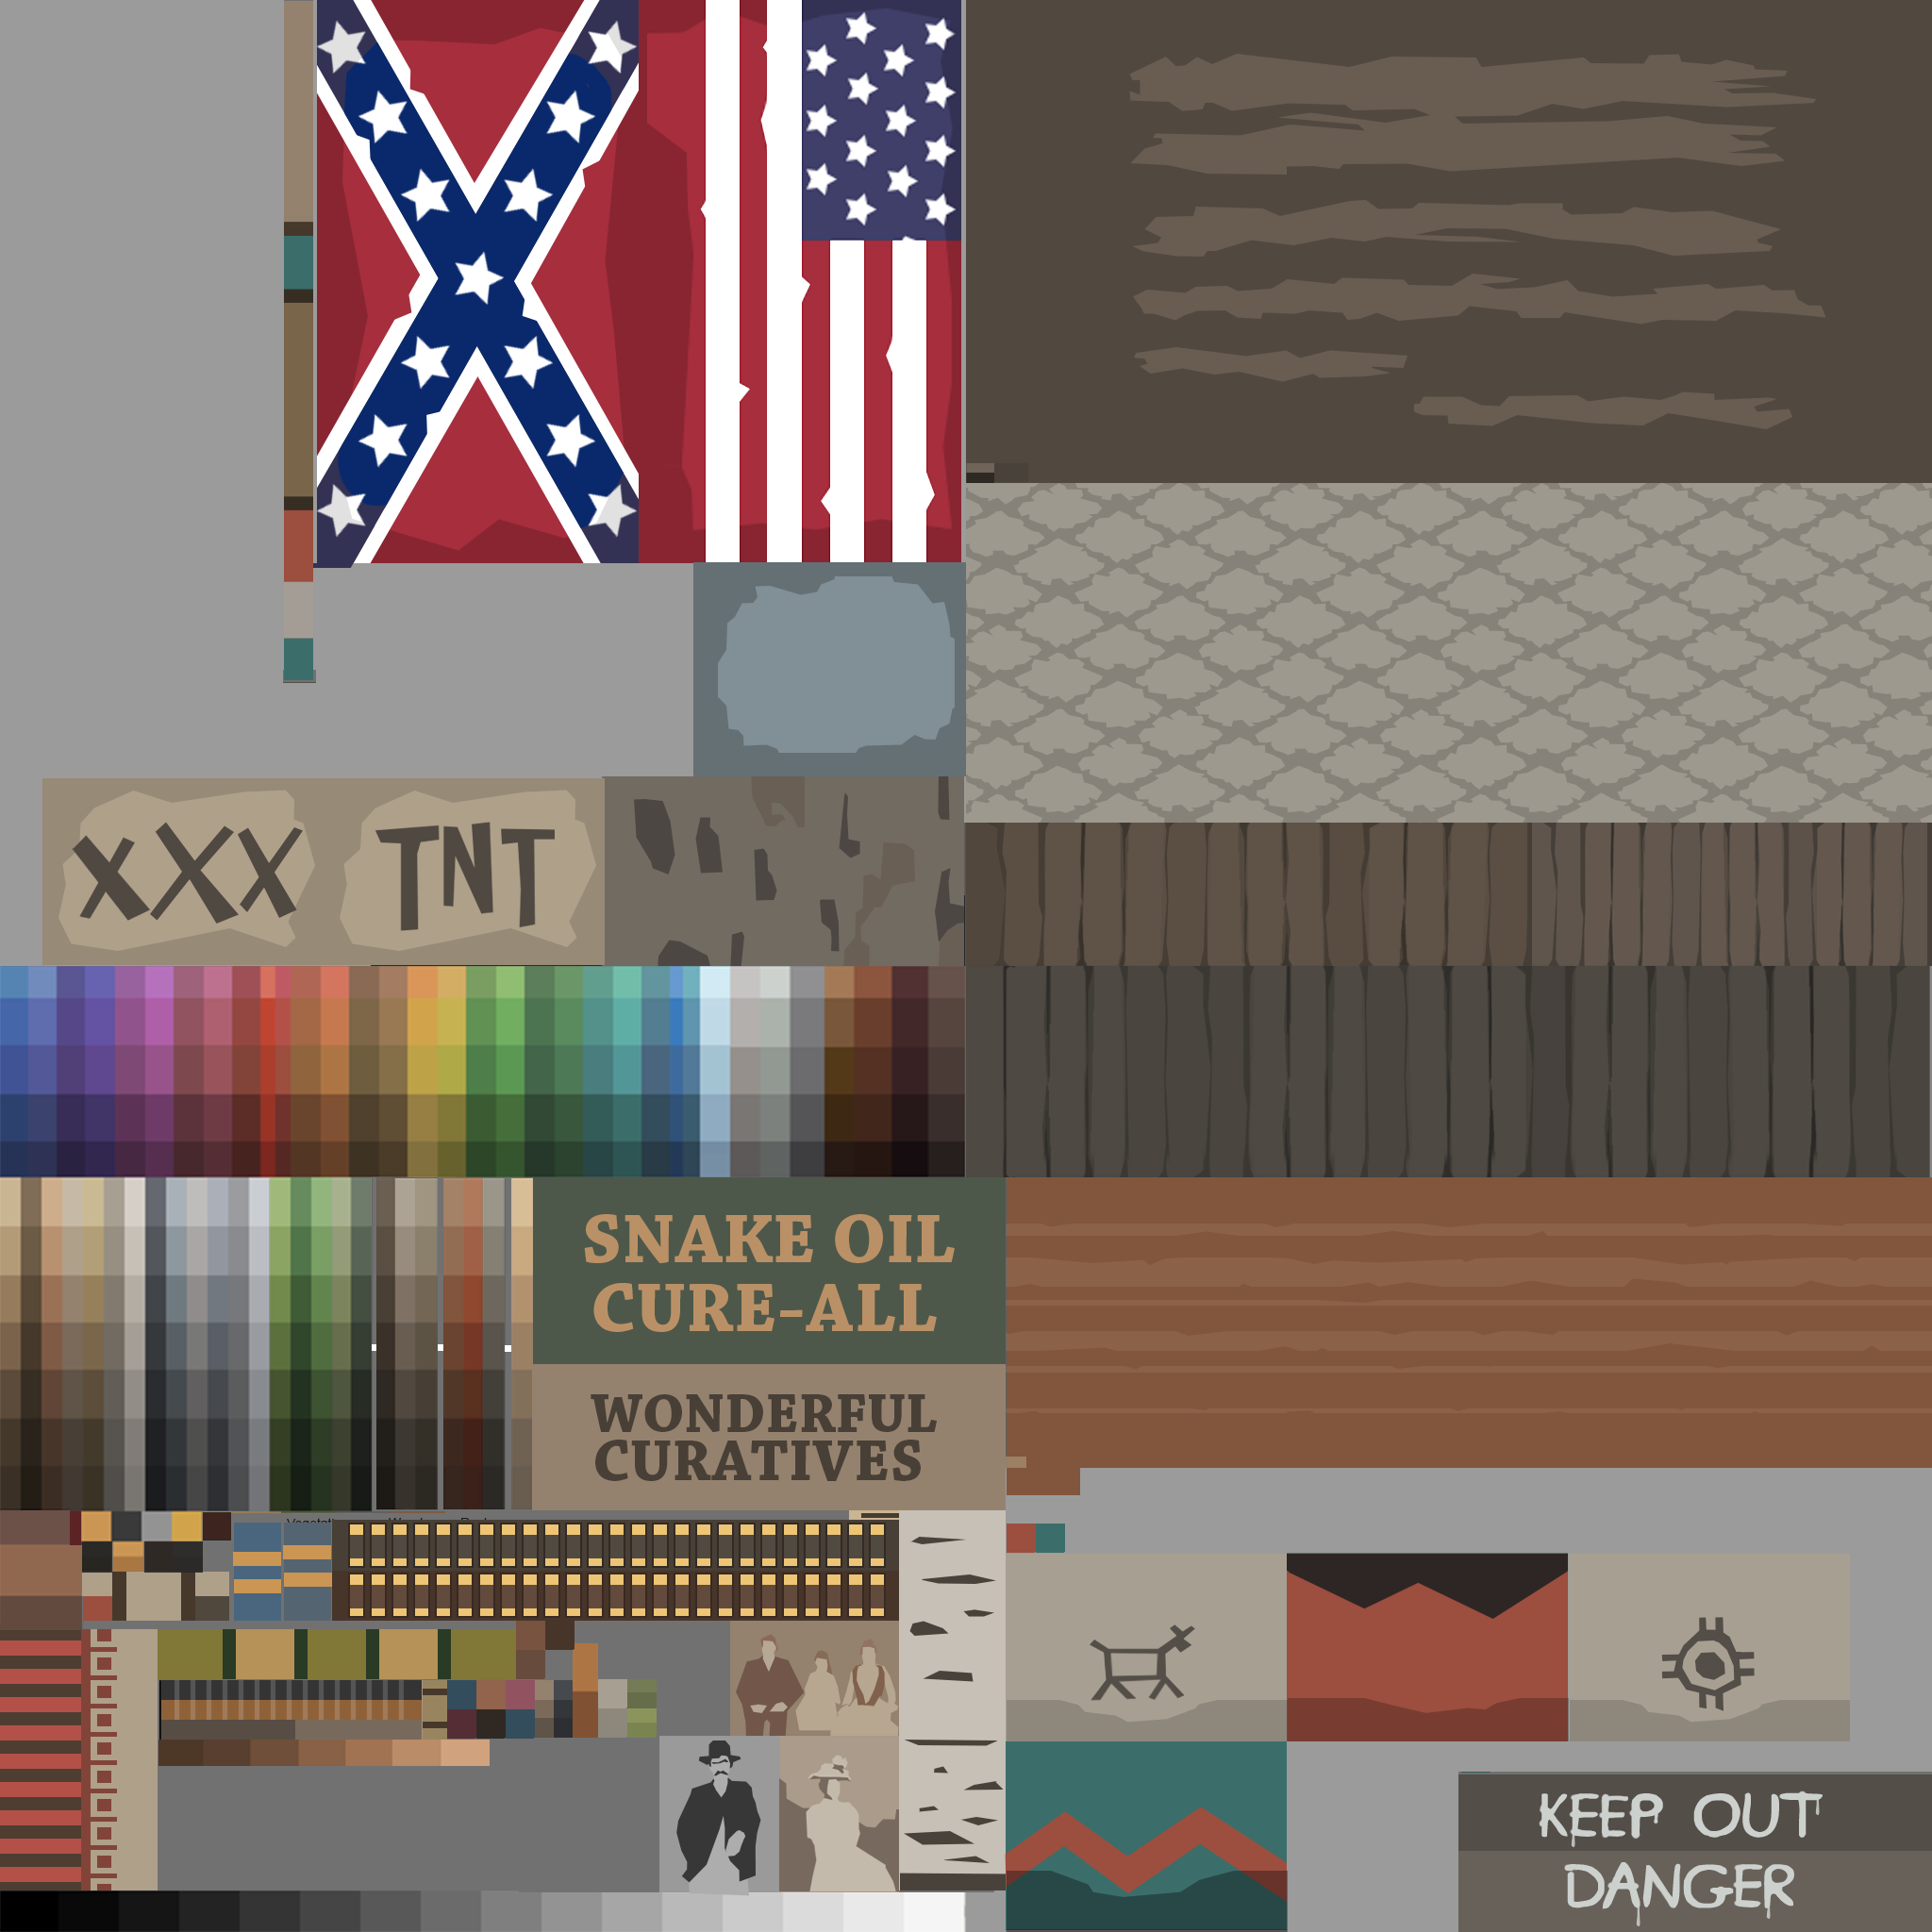 XXX
TNT
SNAKE OIL
CURE-ALL
WONDERFUL
CURATIVES
KEEP OUT
DANGER